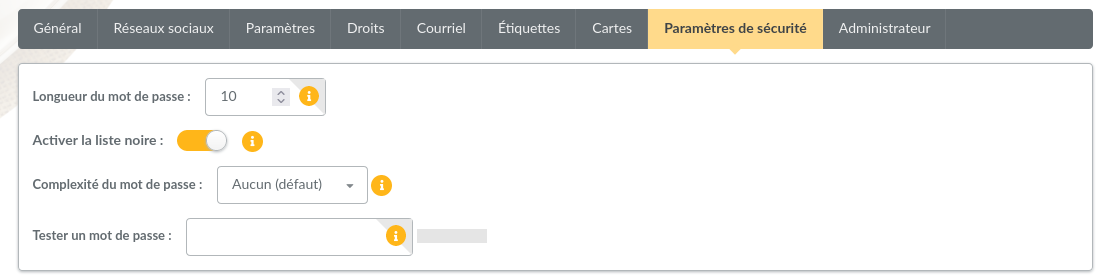 Général Réseaux sociaux Paramètres Droits Courriel Étiquettes Cartes Paramètres de sécurité Administrateur
Longueur du mot de passe : 10
Activer la liste noire :
Complexité du mot de passe : Aucun (défaut)
Tester un mot de passe :